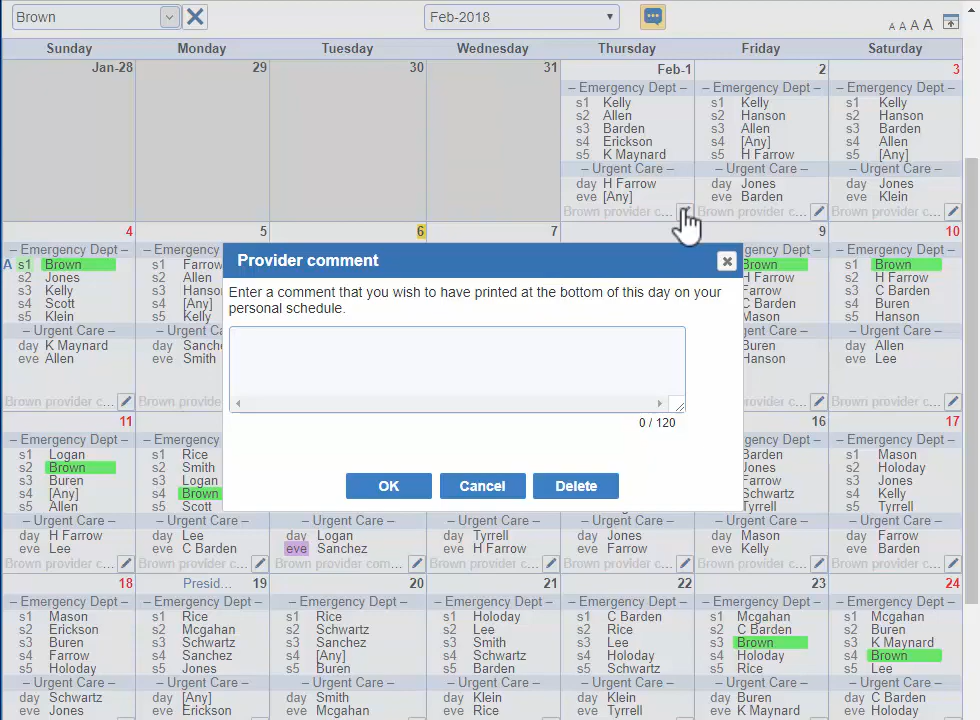 Brown
Feb-2018
A A A A
Sunday Monday Tuesday Wednesday Thursday Friday Saturday
Jan-28 29 30 31 Feb-1 2 3
– Emergency Dept – – Emergency Dept – – Emergency Dept –
s1 Kelly s1 Kelly s1 Kelly
s2 Allen s2 Hanson s2 Hanson
s3 Barden s3 Allen s3 Barden
s4 Erickson s4 [Any] s4 Allen
s5 K Maynard s5 H Farrow s5 [Any]
– Urgent Care – – Urgent Care – – Urgent Care –
day H Farrow day Jones day Jones
eve [Any] eve Barden eve Klein
Brown provider c... Brown provider c... Brown provider c...
4 5 6 7 9 10
– Emergency Dept – – Emergency Dept – Emergency Dept – – Emergency Dept –
A s1 Brown s1 Farrow Brown s1 Brown
s2 Jones s2 Allen Farrow s2 H Farrow
s3 Kelly s3 Hanso Farrow s3 C Barden
s4 Scott s4 [Any] C Barden s4 Buren
s5 Klein s5 Kelly Mason s5 Hanson
– Urgent Care – – Urgent Care – Urgent Care – – Urgent Care –
day K Maynard day Sanch Buren day Allen
eve Allen eve Smith Hanson eve Lee
Brown provider c... Brown provide provider c... Brown provider c...
Provider comment
Enter a comment that you wish to have printed at the bottom of this day on your
personal schedule.
0 / 120
OK Cancel Delete
11 16 17
– Emergency Dept – – Emergency Dept – Emergency Dept – – Emergency Dept –
s1 Logan s1 Rice Barden s1 Mason
s2 Brown s2 Smith Jones s2 Holoday
s3 Buren s3 Logan Farrow s3 Jones
s4 [Any] s4 Brown Schwartz s4 Kelly
s5 Allen s5 Scott Tyrrell s5 Tyrrell
– Urgent Care – – Urgent Care – – Urgent Care – – Urgent Care – – Urgent Care – – Urgent Care – – Urgent Care –
day H Farrow day Lee day Logan day Tyrrell day Jones day Mason day Farrow
eve Lee eve C Barden eve Sanchez eve H Farrow eve Farrow eve Kelly eve Barden
Brown provider c... Brown provider c... Brown provider com... Brown provider c... Brown provider c... Brown provider c... Brown provider c...
18 Presid... 19 20 21 22 23 24
– Emergency Dept – – Emergency Dept – – Emergency Dept – – Emergency Dept – – Emergency Dept – – Emergency Dept – – Emergency Dept –
s1 Mason s1 Rice s1 Rice s1 Holoday s1 C Barden s1 Mcgahan s1 Mcgahan
s2 Erickson s2 Mcgahan s2 Schwartz s2 Lee s2 Rice s2 C Barden s2 Buren
s3 Buren s3 Schwartz s3 Sanchez s3 Smith s3 Lee s3 Brown s3 K Maynard
s4 Farrow s4 Sanchez s4 [Any] s4 Schwartz s4 Holoday s4 Holoday s4 Brown
s5 Holoday s5 Jones s5 Buren s5 Barden s5 Schwartz s5 Rice s5 Lee
– Urgent Care – – Urgent Care – – Urgent Care – – Urgent Care – – Urgent Care – – Urgent Care – – Urgent Care –
day Schwartz day [Any] day Smith day Klein day Klein day Buren day C Barden
eve Jones eve Erickson eve Mcgahan eve Rice eve Tyrrell eve K Maynard eve Holoday